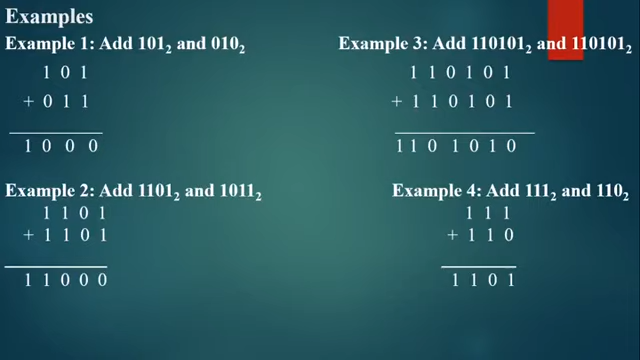 Examples
Example 1: Add 101₂ and 010₂
1 0 1
+ 0 1 1
1 0 0 0
Example 2: Add 1101₂ and 1011₂
1 1 0 1
+ 1 1 0 1
1 1 0 0 0
Example 3: Add 110101₂ and 110101₂
1 1 0 1 0 1
+ 1 1 0 1 0 1
1 1 0 1 0 1 0
Example 4: Add 111₂ and 110₂
1 1 1
+ 1 1 0
1 1 0 1